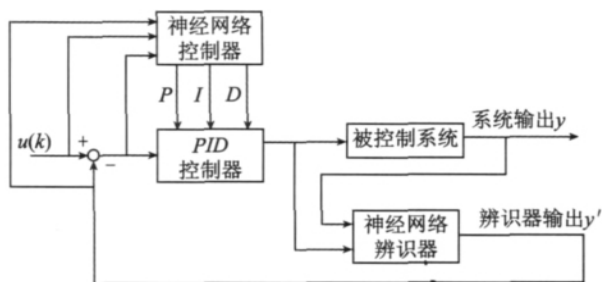 神经网络
控制器
P I D
u(k)
+
−
PID
控制器
被控制系统
系统输出y
神经网络
辨识器
辨识器输出y′